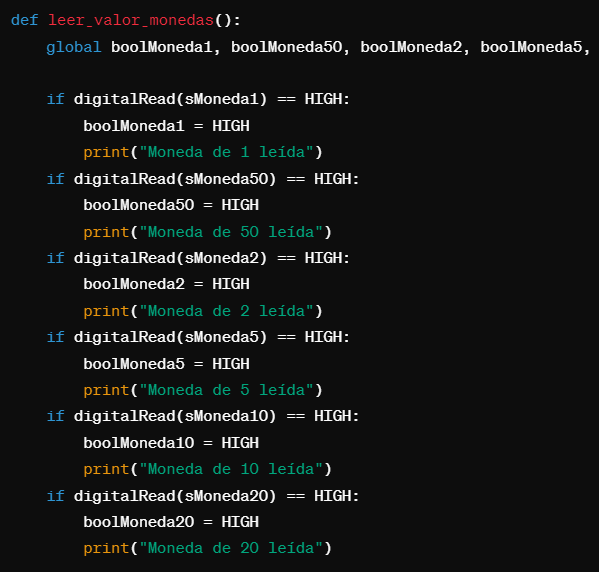 def leer_valor_monedas():
global boolMoneda1, boolMoneda50, boolMoneda2, boolMoneda5,
if digitalRead(sMoneda1) == HIGH:
boolMoneda1 = HIGH
print("Moneda de 1 leída")
if digitalRead(sMoneda50) == HIGH:
boolMoneda50 = HIGH
print("Moneda de 50 leída")
if digitalRead(sMoneda2) == HIGH:
boolMoneda2 = HIGH
print("Moneda de 2 leída")
if digitalRead(sMoneda5) == HIGH:
boolMoneda5 = HIGH
print("Moneda de 5 leída")
if digitalRead(sMoneda10) == HIGH:
boolMoneda10 = HIGH
print("Moneda de 10 leída")
if digitalRead(sMoneda20) == HIGH:
boolMoneda20 = HIGH
print("Moneda de 20 leída")